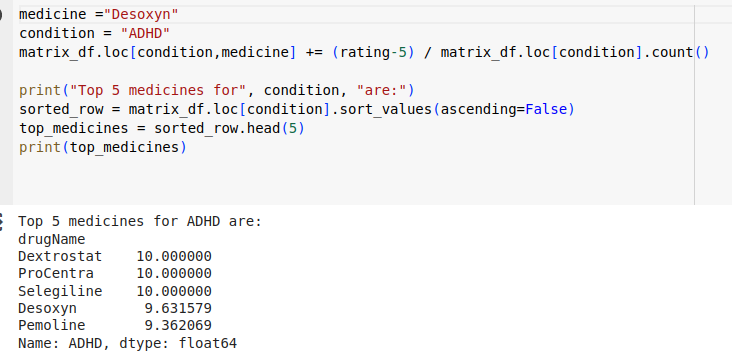 medicine ="Desoxyn"
condition = "ADHD"
matrix_df.loc[condition,medicine] += (rating-5) / matrix_df.loc[condition].count()
print("Top 5 medicines for", condition, "are:")
sorted_row = matrix_df.loc[condition].sort_values(ascending=False)
top_medicines = sorted_row.head(5)
print(top_medicines)
Top 5 medicines for ADHD are:
drugName
Dextrostat    10.000000
ProCentra     10.000000
Selegiline    10.000000
Desoxyn        9.631579
Pemoline       9.362069
Name: ADHD, dtype: float64